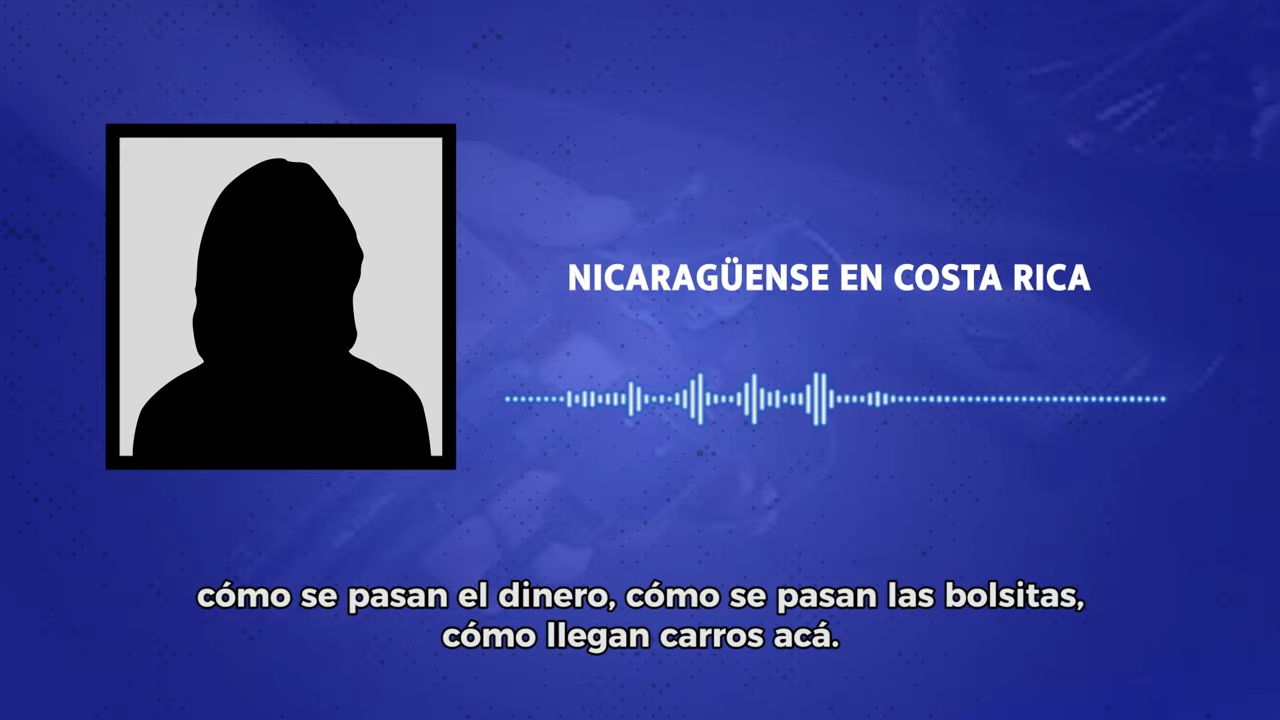 NICARAGÜENSE EN COSTA RICA
cómo se pasan el dinero, cómo se pasan las bolsitas,
cómo llegan carros acá.